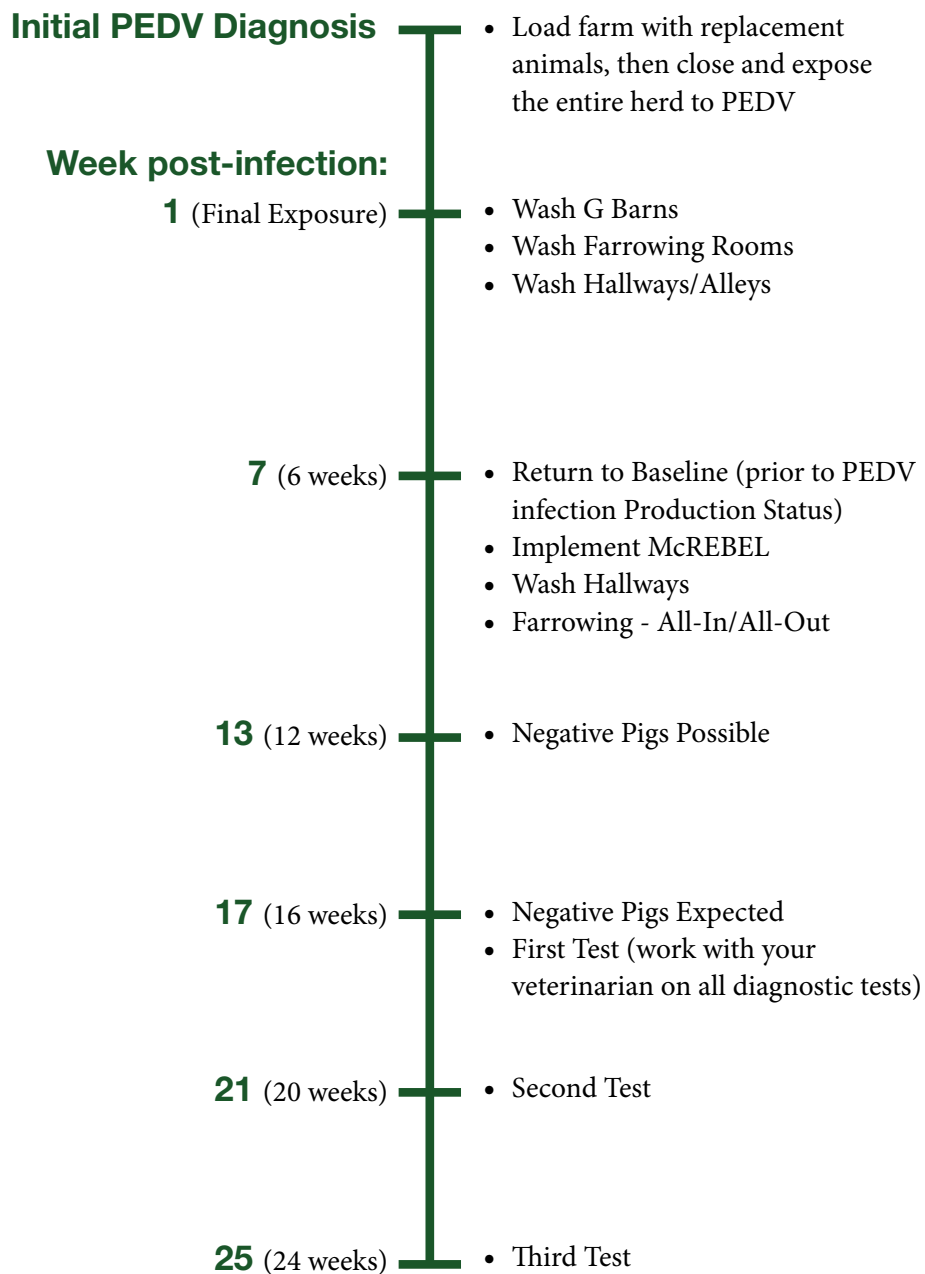 Initial PEDV Diagnosis
• Load farm with replacement
animals, then close and expose
the entire herd to PEDV
Week post-infection:
1 (Final Exposure)
• Wash G Barns
• Wash Farrowing Rooms
• Wash Hallways/Alleys
7 (6 weeks)
• Return to Baseline (prior to PEDV
infection Production Status)
• Implement McREBEL
• Wash Hallways
• Farrowing - All-In/All-Out
13 (12 weeks)
• Negative Pigs Possible
17 (16 weeks)
• Negative Pigs Expected
• First Test (work with your
veterinarian on all diagnostic tests)
21 (20 weeks)
• Second Test
25 (24 weeks)
• Third Test